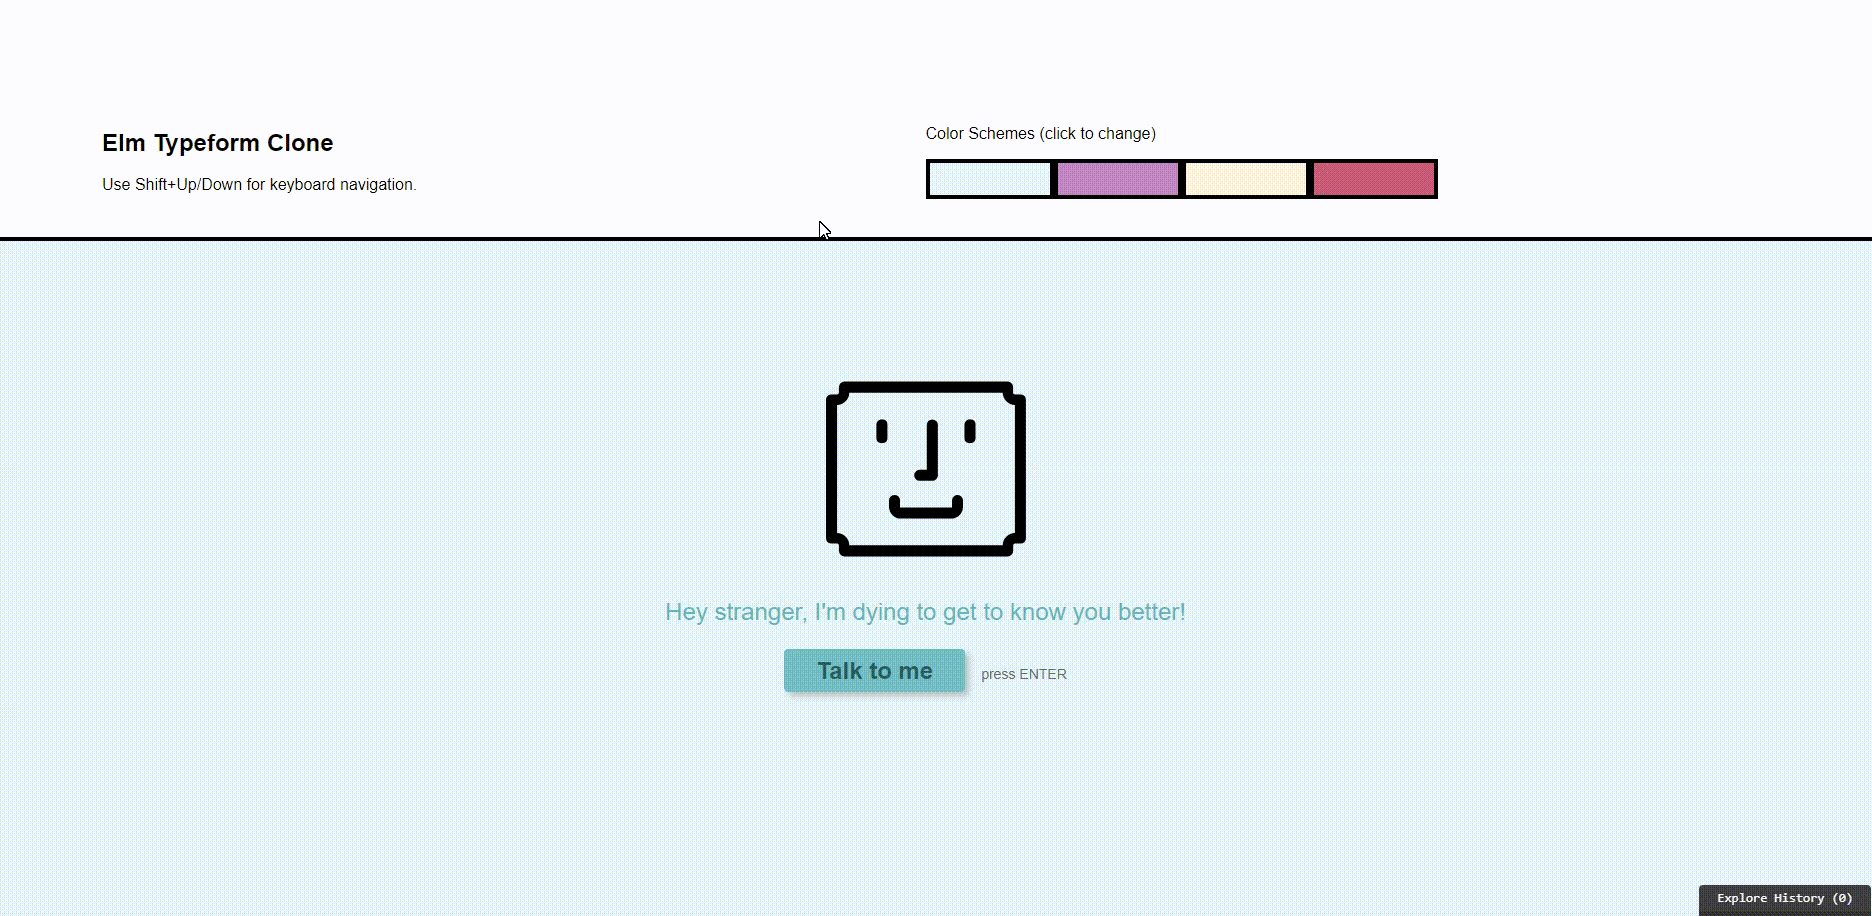 Elm Typeform Clone
Use Shift+Up/Down for keyboard navigation.
Color Schemes (click to change)
Hey stranger, I'm dying to get to know you better!
Talk to me
press ENTER
Explore History (0)